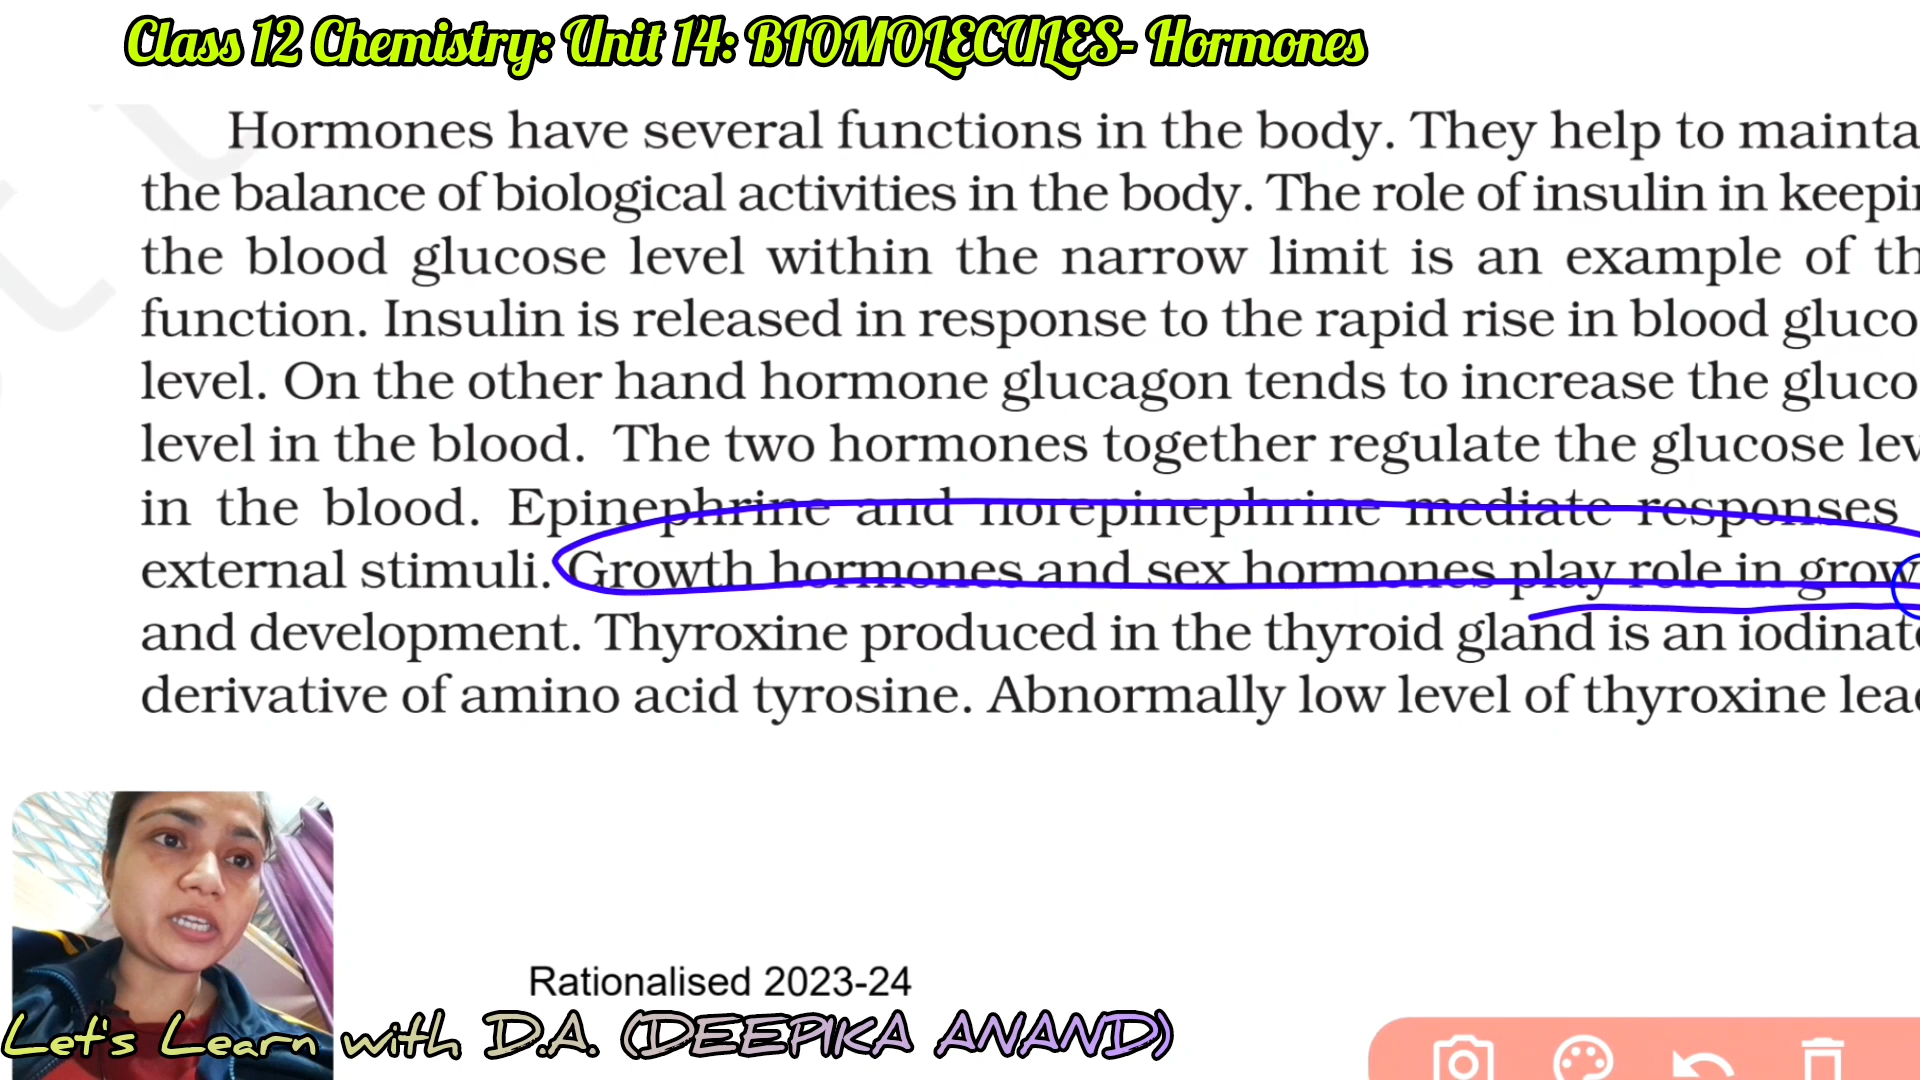 Class 12 Chemistry: Unit 14: BIOMOLECULES- Hormones
Hormones have several functions in the body. They help to mainta
the balance of biological activities in the body. The role of insulin in keepin
the blood glucose level within the narrow limit is an example of th
function. Insulin is released in response to the rapid rise in blood gluco
level. On the other hand hormone glucagon tends to increase the gluco
level in the blood. The two hormones together regulate the glucose lev
in the blood. Epinephrine and norepinephrine mediate responses
external stimuli. Growth hormones and sex hormones play role in grow
and development. Thyroxine produced in the thyroid gland is an iodinate
derivative of amino acid tyrosine. Abnormally low level of thyroxine lead
Rationalised 2023-24
Let's Learn with D.A. (DEEPIKA ANAND)